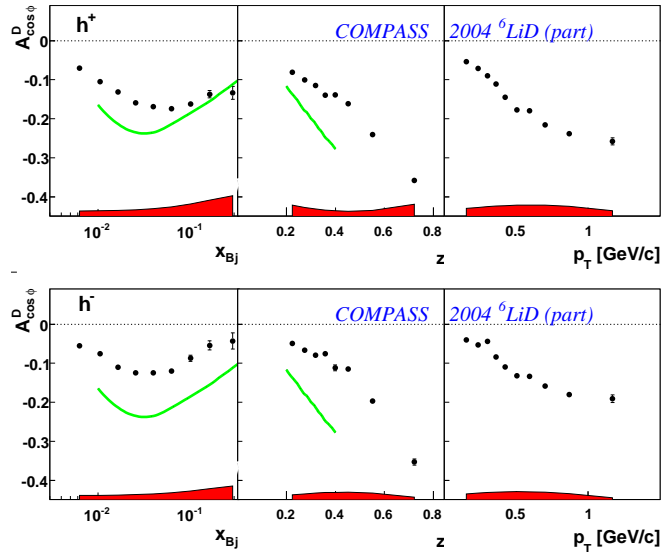 h⁺ COMPASS 2004 ⁶LiD (part)
A^D_cos ϕ
0
-0.1
-0.2
-0.3
-0.4
10⁻² 10⁻¹ 0.2 0.4 0.6 0.8 0.5 1
x_Bj z p_T [GeV/c]
h⁻ COMPASS 2004 ⁶LiD (part)
A^D_cos ϕ
0
-0.1
-0.2
-0.3
-0.4
10⁻² 10⁻¹ 0.2 0.4 0.6 0.8 0.5 1
x_Bj z p_T [GeV/c]